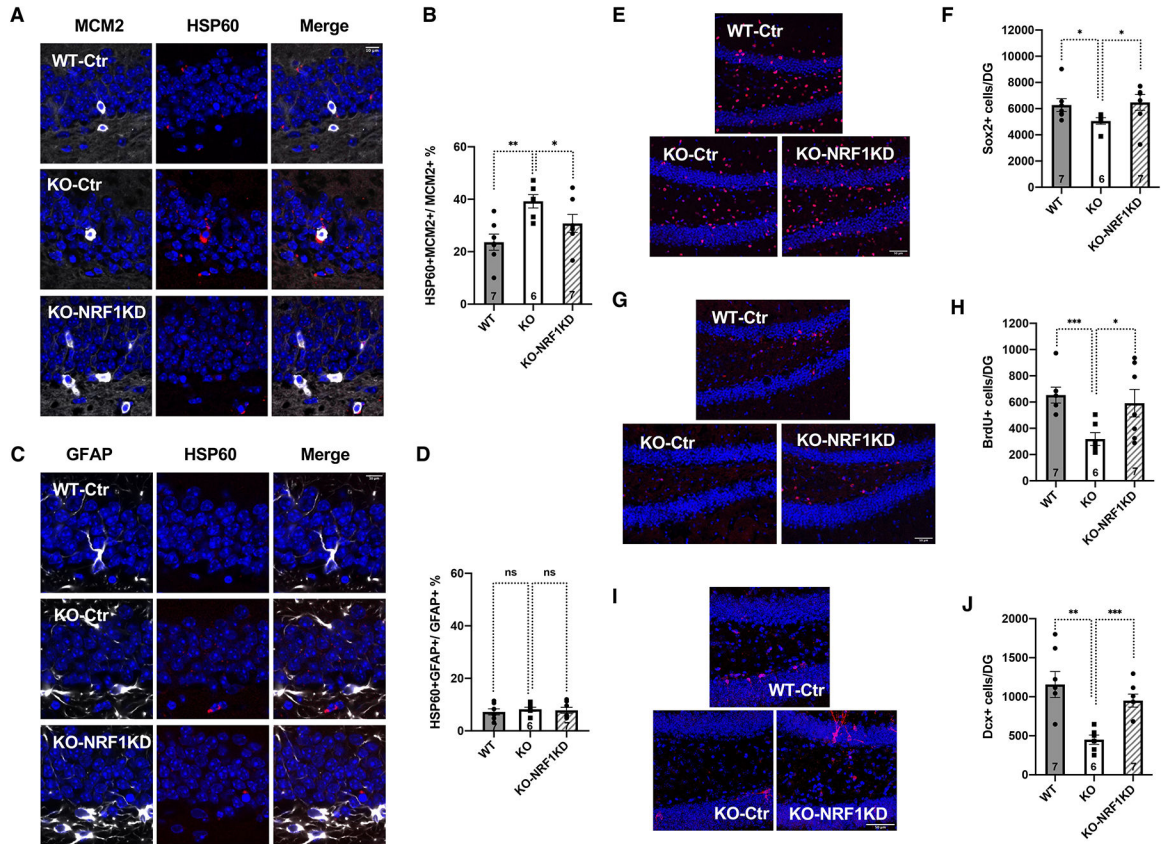 A
MCM2 HSP60 Merge
WT-Ctr
10 μm
KO-Ctr
KO-NRF1KD
B
HSP60+MCM2+/ MCM2+ %
60
40
20
0
** *
7 6 7
WT KO KO-NRF1KD
C
GFAP HSP60 Merge
WT-Ctr
KO-Ctr
KO-NRF1KD
D
HSP60+GFAP+/ GFAP+ %
60
40
20
0
ns ns
6
WT KO KO-NRF1KD
E
WT-Ctr
KO-Ctr KO-NRF1KD
F
Sox2+ cells/DG
12000
10000
8000
6000
4000
2000
0
* *
7 6 7
WT KO KO-NRF1KD
G
WT-Ctr
KO-Ctr KO-NRF1KD
H
BrdU+ cells/DG
1200
1000
800
600
400
200
0
*** *
7 6 7
WT KO KO-NRF1KD
I
WT-Ctr
KO-Ctr KO-NRF1KD
J
Dcx+ cells/DG
2000
1500
1000
500
0
** ***
7 6 7
WT KO KO-NRF1KD